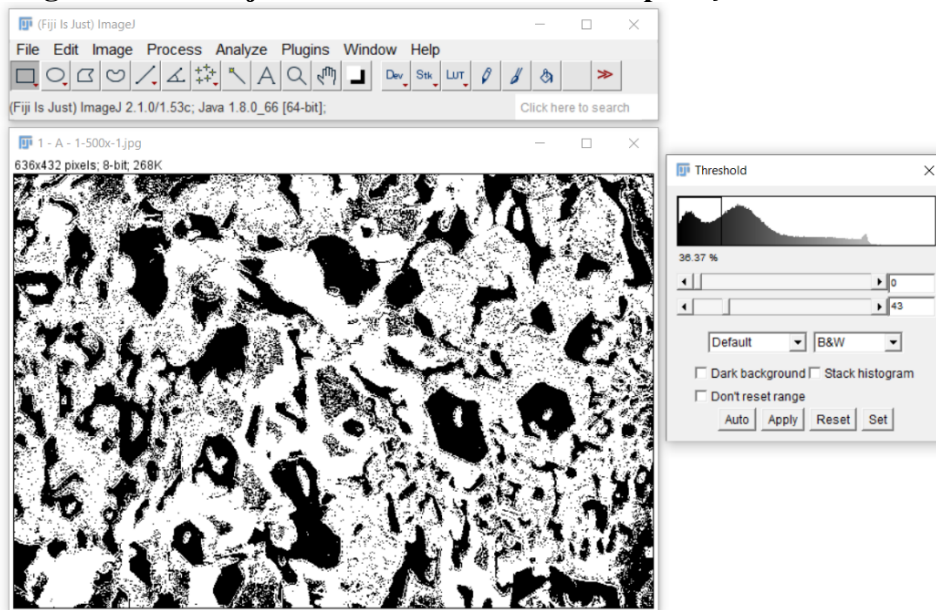 (Fiji Is Just) ImageJ
File Edit Image Process Analyze Plugins Window Help
Dev Stk LUT
(Fiji Is Just) ImageJ 2.1.0/1.53c; Java 1.8.0_66 [64-bit];
Click here to search
1 - A - 1-500x-1.jpg
636x432 pixels; 8-bit; 268K
Threshold
36.37 %
0
43
Default B&W
Dark background Stack histogram
Don't reset range
Auto Apply Reset Set